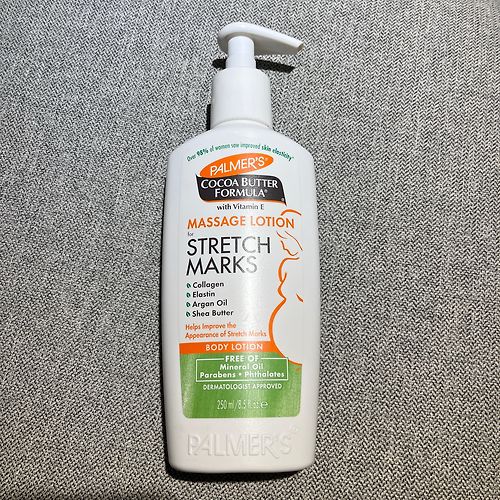 Over 98% of women saw improved skin elasticity*
PALMER'S®
COCOA BUTTER
FORMULA®
with Vitamin E
MASSAGE LOTION
for
STRETCH
MARKS
Collagen
Elastin
Argan Oil
Shea Butter
Helps Improve the
Appearance of Stretch Marks
BODY LOTION
FREE OF
Mineral Oil
Parabens • Phthalates
DERMATOLOGIST APPROVED
250 ml/8.5 fl. oz. e
PALMER'S